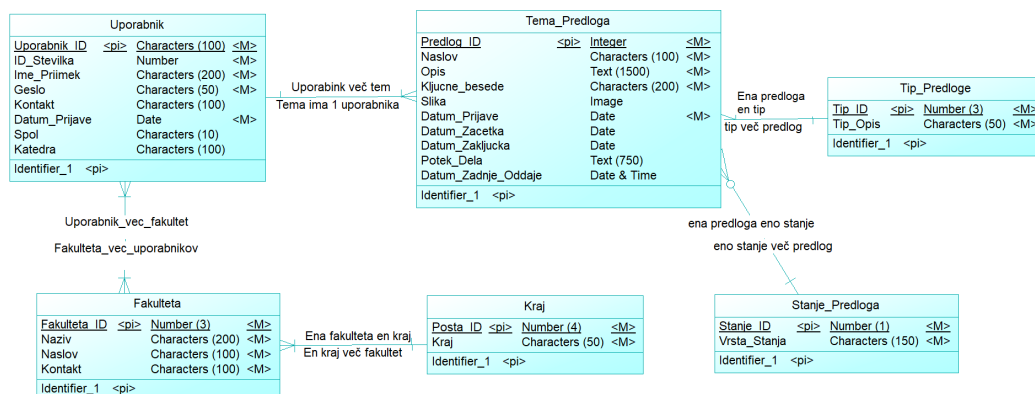 Uporabnik
Uporabnik_ID <pi> Characters (100) <M>
ID_Stevilka Number <M>
Ime_Priimek Characters (200) <M>
Geslo Characters (50) <M>
Kontakt Characters (100)
Datum_Prijave Date <M>
Spol Characters (10)
Katedra Characters (100)
Identifier_1 <pi>
Uporabink več tem
Tema ima 1 uporabnika
Tema_Predloga
Predlog_ID <pi> Integer <M>
Naslov Characters (100) <M>
Opis Text (1500) <M>
Kljucne_besede Characters (200) <M>
Slika Image
Datum_Prijave Date <M>
Datum_Zacetka Date
Datum_Zakljucka Date
Potek_Dela Text (750)
Datum_Zadnje_Oddaje Date & Time
Identifier_1 <pi>
Ena predloga
en tip
tip več predlog
Tip_Predloge
Tip_ID <pi> Number (3) <M>
Tip_Opis Characters (50) <M>
Identifier_1 <pi>
Uporabnik_vec_fakultet
Fakulteta_vec_uporabnikov
ena predloga eno stanje
eno stanje več predlog
Fakulteta
Fakulteta_ID <pi> Number (3) <M>
Naziv Characters (200) <M>
Naslov Characters (100) <M>
Kontakt Characters (100) <M>
Identifier_1 <pi>
Ena fakulteta en kraj
En kraj več fakultet
Kraj
Posta_ID <pi> Number (4) <M>
Kraj Characters (50) <M>
Identifier_1 <pi>
Stanje_Predloga
Stanje_ID <pi> Number (1) <M>
Vrsta_Stanja Characters (150) <M>
Identifier_1 <pi>